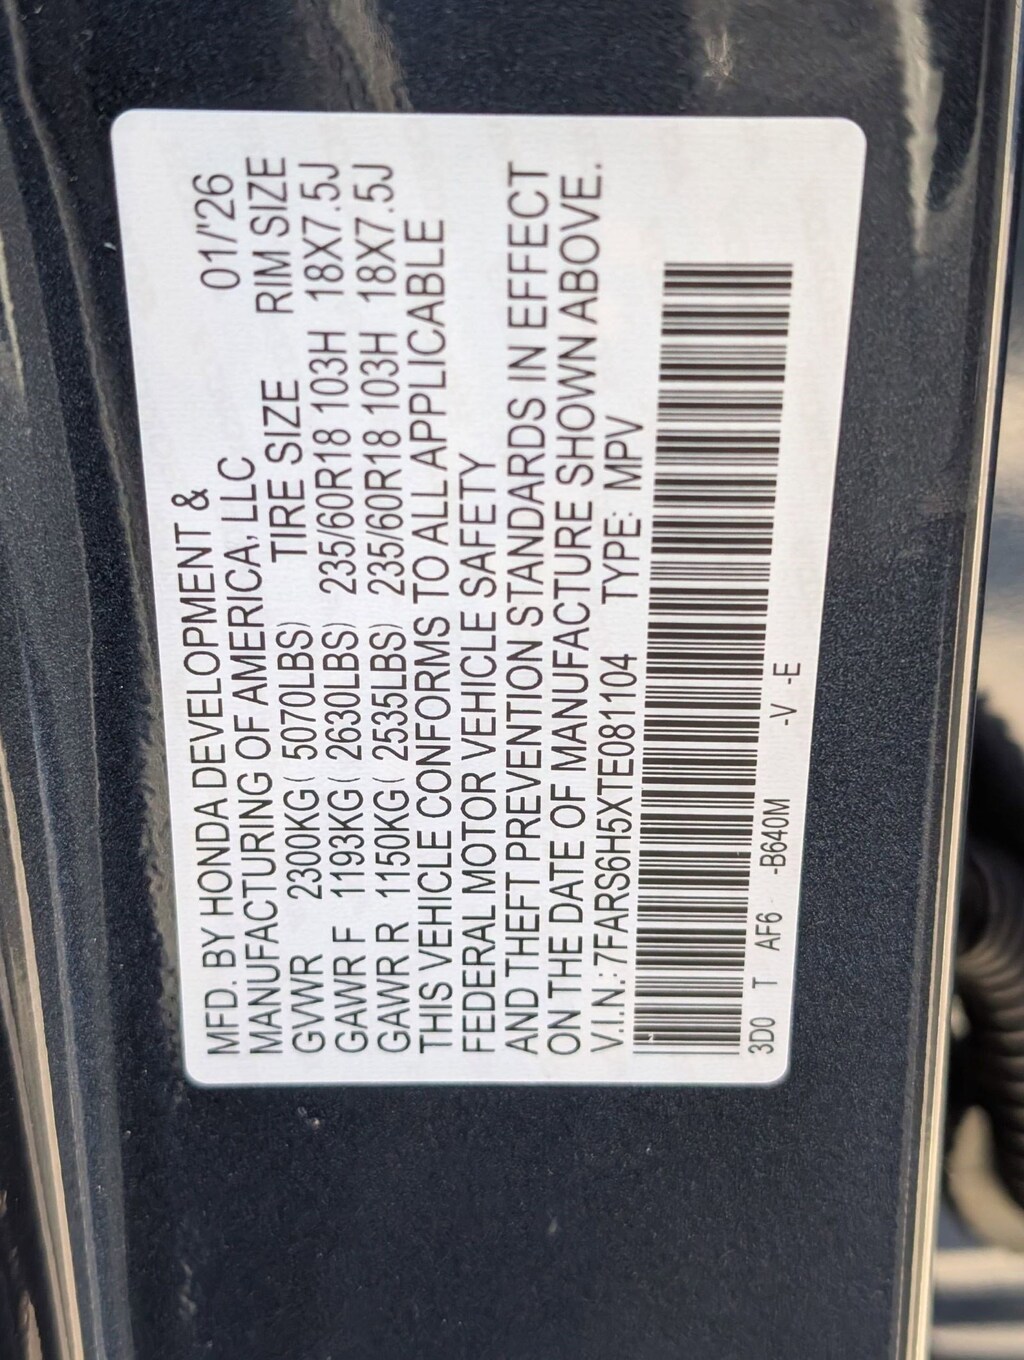 MFD. BY HONDA DEVELOPMENT & 01/'26
MANUFACTURING OF AMERICA, LLC
TIRE SIZE RIM SIZE
GVWR 2300KG ( 5070LBS) 235/60R18 103H 18X7.5J
GAWR F 1193KG ( 2630LBS) 235/60R18 103H 18X7.5J
GAWR R 1150KG ( 2535LBS)
THIS VEHICLE CONFORMS TO ALL APPLICABLE
FEDERAL MOTOR VEHICLE SAFETY
AND THEFT PREVENTION STANDARDS IN EFFECT
ON THE DATE OF MANUFACTURE SHOWN ABOVE.
V.I.N.: 7FARS6H5XTE081104 TYPE: MPV
3D0 T AF6 -B640M -V -E